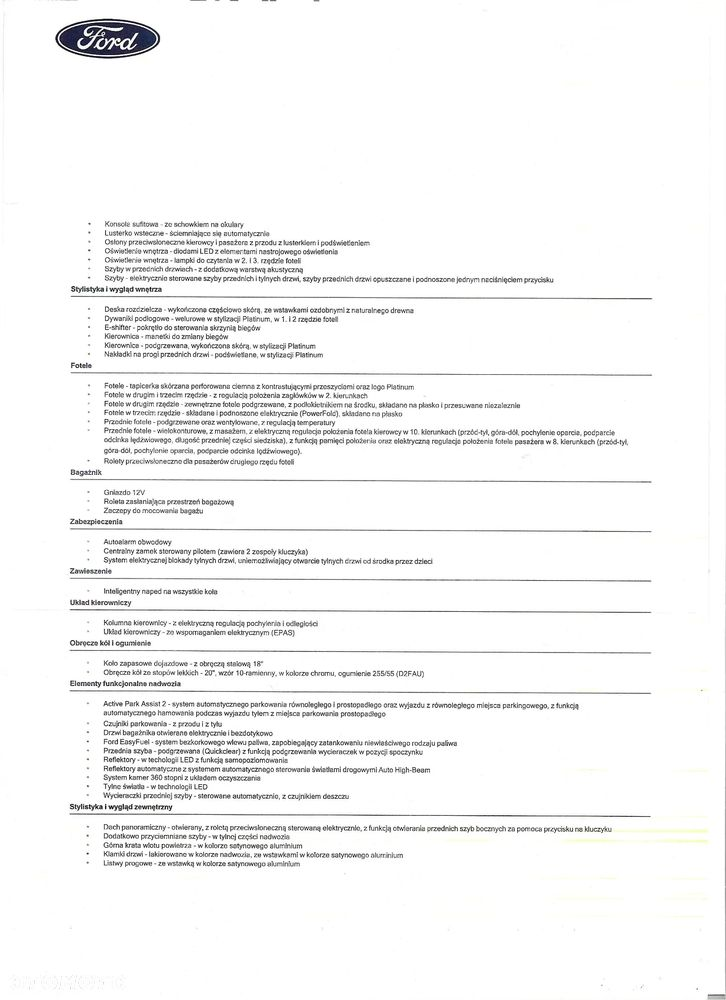 Ford
• Konsola sufitowa - ze schowkiem na okulary
• Lusterko wsteczne - ściemniające się automatycznie
• Osłony przeciwsłoneczne kierowcy i pasażera z przodu z lusterkiem i podświetleniem
• Oświetlenie wnętrza - diodami LED z elementami nastrojowego oświetlenia
• Oświetlenie wnętrza - lampki do czytania w 2. i 3. rzędzie foteli
• Szyby w przednich drzwiach - z dodatkową warstwą akustyczną
• Szyby - elektrycznie sterowane szyby przednich i tylnych drzwi, szyby przednich drzwi opuszczane i podnoszone jednym naciśnięciem przycisku
Stylistyka i wygląd wnętrza
• Deska rozdzielcza - wykończona częściowo skórą, ze wstawkami ozdobnymi z naturalnego drewna
• Dywaniki podłogowe - welurowe w stylizacji Platinum, w 1. i 2 rzędzie foteli
• E-shifter - pokrętło do sterowania skrzynią biegów
• Kierownica - manetki do zmiany biegów
• Kierownica - podgrzewana, wykończona skórą, w stylizacji Platinum
• Nakładki na progi przednich drzwi - podświetlane, w stylizacji Platinum
Fotele
• Fotele - tapicerka skórzana perforowana ciemna z kontrastującymi przeszyciami oraz logo Platinum
• Fotele w drugim i trzecim rzędzie - z regulacją położenia zagłówków w 2. kierunkach
• Fotele w drugim rzędzie - zewnętrzne fotele podgrzewane, z podłokietnikiem na środku, składano na płasko i przesuwane niezależnie
• Fotele w trzecim rzędzie - składane i podnoszone elektrycznie (PowerFold), składano na płasko
• Przednie fotele - podgrzewane oraz wentylowane, z regulacją temperatury
• Przednie fotele - wielokonturowe, z masażem, z elektryczną regulacje położenia fotela kierowcy w 10. kierunkach (przód-tył, góra-dół, pochylenie oparcia, podparcie
odcinka lędźwiowego, długość przedniej części siedziska), z funkcją pamięci położenia oraz elektryczną regulacje położenia fotela pasażera w 8. kierunkach (przód-tył,
góra-dół, pochylenie oparcia, podparcie odcinka lędźwiowego).
• Rolety przeciwsłoneczne dla pasażerów drugiego rzędu foteli
Bagażnik
• Gniazdo 12V
• Roleta zasłaniająca przestrzeń bagażową
• Zaczepy do mocowania bagażu
Zabezpieczenia
• Autoalarm obwodowy
• Centralny zamek sterowany pilotem (zawiera 2 zespoły kluczyka)
• System elektrycznej blokady tylnych drzwi, uniemożliwiający otwarcie tylnych drzwi od środka przez dzieci
Zawieszenie
• Inteligentny napęd na wszystkie koła
Układ kierowniczy
• Kolumna kierownicy - z elektryczną regulacją pochylenia i odległości
• Układ kierowniczy - ze wspomaganiem elektrycznym (EPAS)
Obręcze kół i ogumienie
• Koło zapasowe dojazdowe - z obręczą stalową 18"
• Obręcze kół ze stopów lekkich - 20", wzór 10-ramienny, w kolorze chromu, ogumienie 255/55 (D2FAU)
Elementy funkcjonalne nadwozia
• Active Park Assist 2 - system automatycznego parkowania równoległego i prostopadłego oraz wyjazdu z równoległego miejsca parkingowego, z funkcją
automatycznego hamowania podczas wyjazdu tyłem z miejsca parkowania prostopadłego
• Czujniki parkowania - z przodu i z tyłu
• Drzwi bagażnika otwierane elektrycznie i bezdotykowo
• Ford EasyFuel - system bezkorkowego wlewu paliwa, zapobiegający zatankowaniu niewłaściwego rodzaju paliwa
• Przednia szyba - podgrzewana (Quickclear) z funkcją podgrzewania wycieraczek w pozycji spoczynku
• Reflektory - w techologii LED z funkcją samopoziomowania
• Reflektory automatyczne z systemem automatycznego sterowania światłami drogowymi Auto High-Beam
• System kamer 360 stopni z układem oczyszczania
• Tylne światła - w technologii LED
• Wycieraczki przedniej szyby - sterowane automatycznie, z czujnikiem deszczu
Stylistyka i wygląd zewnętrzny
• Dach panoramiczny - otwierany, z roletą przeciwsłoneczną sterowaną elektrycznie, z funkcją otwierania przednich szyb bocznych za pomoca przycisku na kluczyku
• Dodatkowo przyciemniane szyby - w tylnej części nadwozia
• Górna krata wlotu powietrza - w kolorze satynowego aluminium
• Klamki drzwi - lakierowane w kolorze nadwozia, ze wstawkami w kolorze satynowego aluminium
• Listwy progowe - ze wstawką w kolorze satynowego aluminium